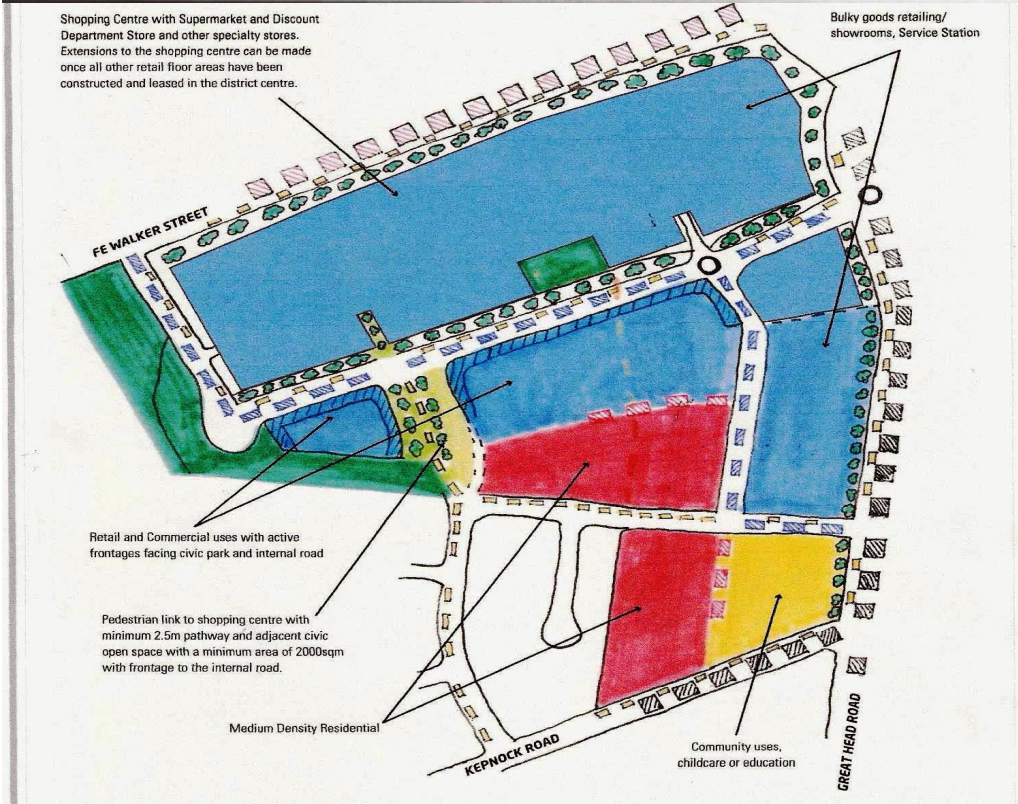 Shopping Centre with Supermarket and Discount
Department Store and other specialty stores.
Extensions to the shopping centre can be made
once all other retail floor areas have been
constructed and leased in the district centre.
Bulky goods retailing/
showrooms, Service Station
FE WALKER STREET
Retail and Commercial uses with active
frontages facing civic park and internal road
Pedestrian link to shopping centre with
minimum 2.5m pathway and adjacent civic
open space with a minimum area of 2000sqm
with frontage to the internal road.
Medium Density Residential
KEPNOCK ROAD
Community uses,
childcare or education
GREAT HEAD ROAD